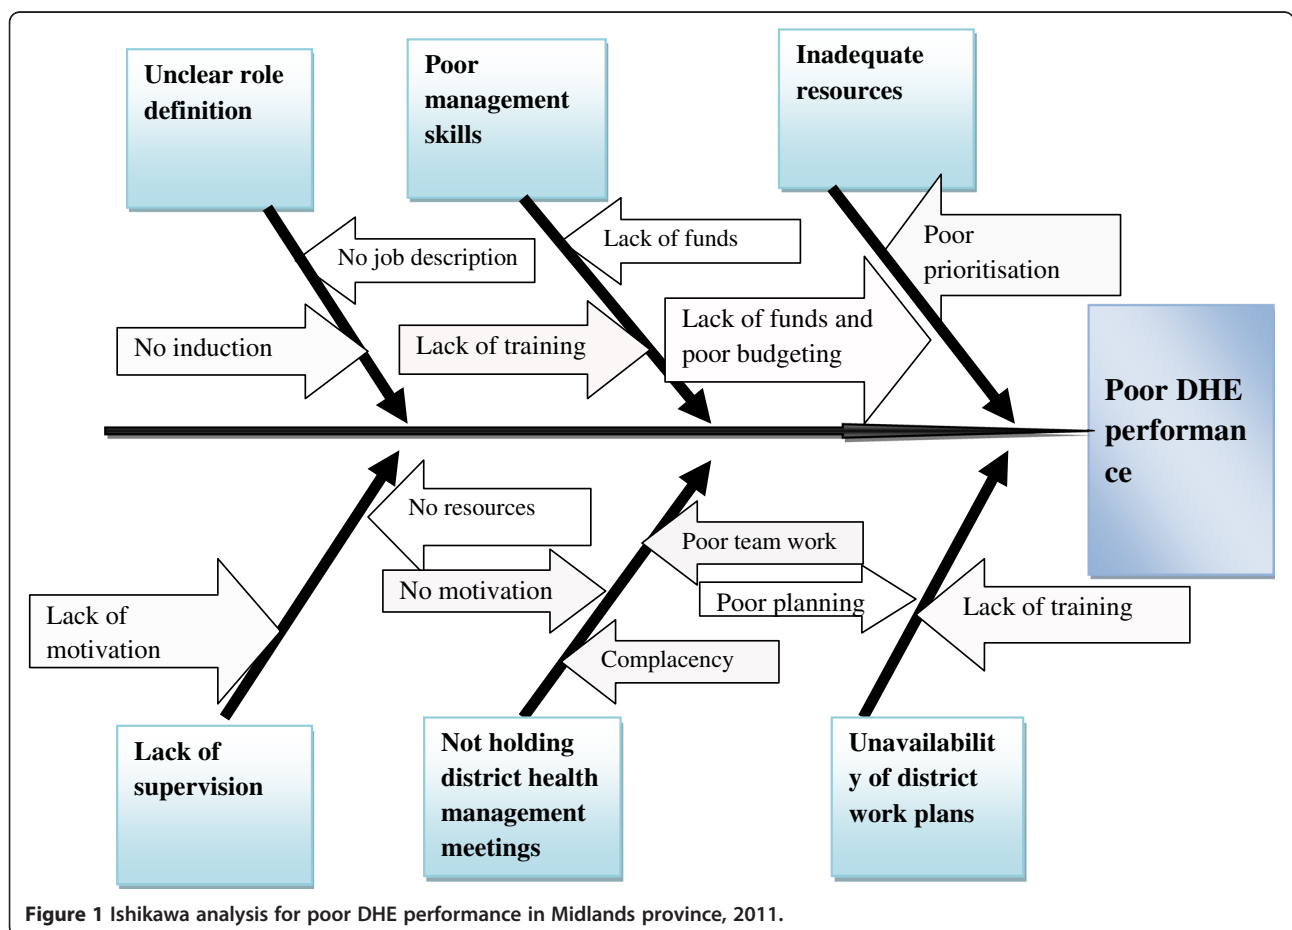 Unclear role
definition
Poor
management
skills
Inadequate
resources
No job description
Lack of funds
Poor
prioritisation
No induction
Lack of training
Lack of funds and
poor budgeting
Poor DHE
performan
ce
No resources
Poor team work
No motivation
Poor planning
Lack of training
Lack of
motivation
Complacency
Lack of
supervision
Not holding
district health
management
meetings
Unavailabilit
y of district
work plans
Figure 1 Ishikawa analysis for poor DHE performance in Midlands province, 2011.